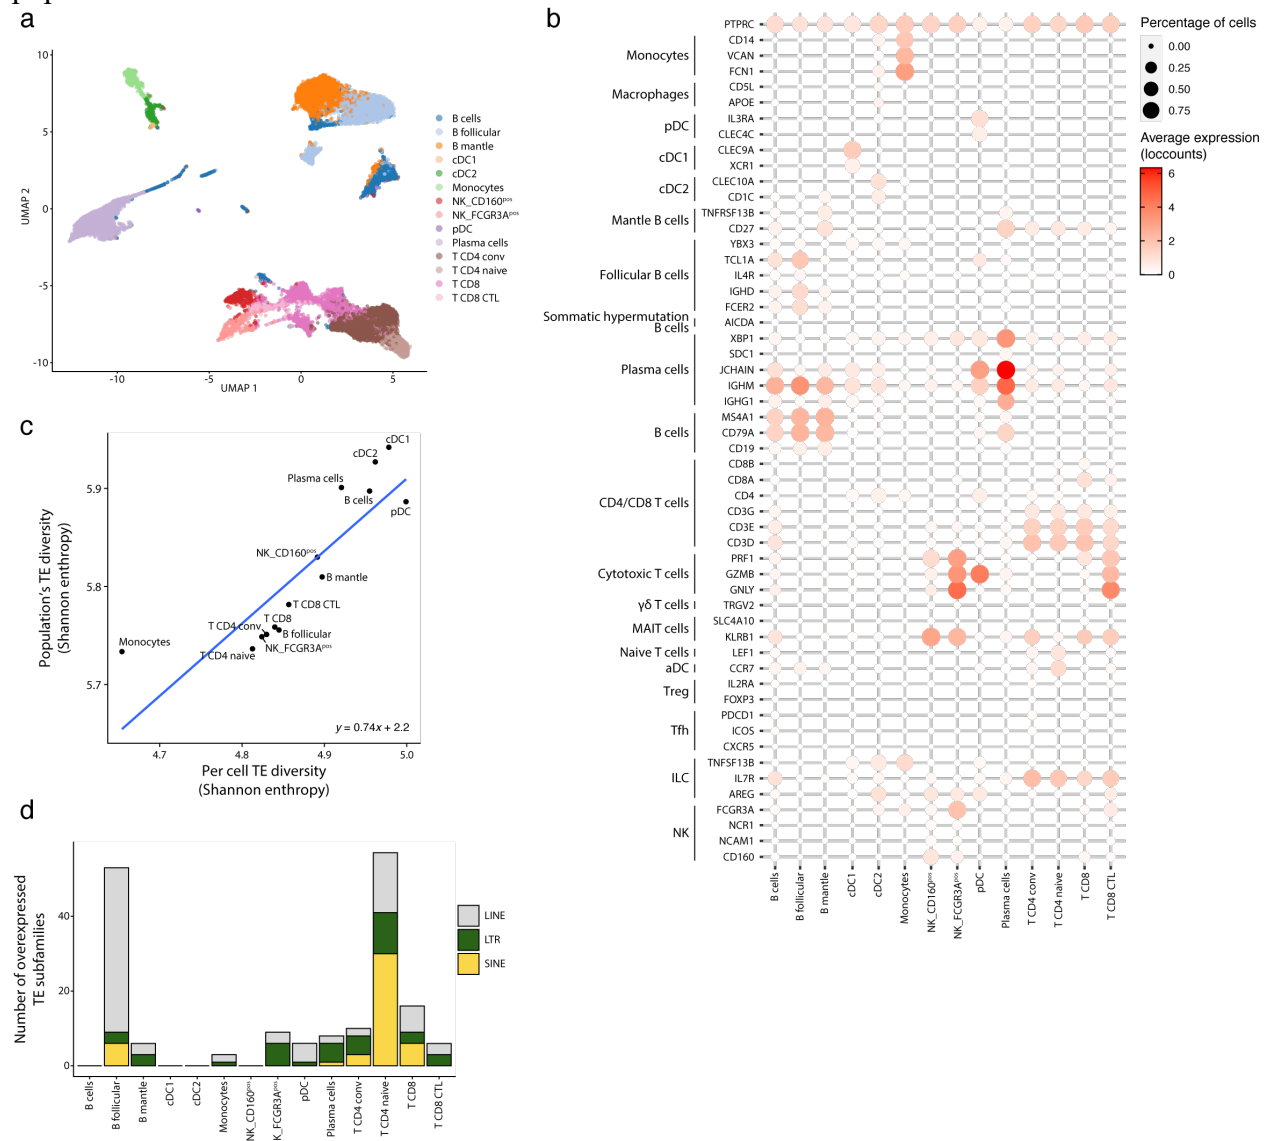 a
10
5
0
-5
-10
UMAP 2
-10
-5
0
5
UMAP 1
B cells
B follicular
B mantle
cDC1
cDC2
Monocytes
NK_CD160pos
NK_FCGR3Apos
pDC
Plasma cells
T CD4 conv
T CD4 naive
T CD8
T CD8 CTL
b
PTPRC
Monocytes
CD14
VCAN
FCN1
Macrophages
CD5L
APOE
pDC
IL3RA
CLEC4C
cDC1
CLEC9A
XCR1
cDC2
CLEC10A
CD1C
Mantle B cells
TNFRSF13B
CD27
Follicular B cells
YBX3
TCL1A
IL4R
IGHD
FCER2
Sommatic hypermutation
B cells
AICDA
Plasma cells
XBP1
SDC1
JCHAIN
IGHM
IGHG1
B cells
MS4A1
CD79A
CD19
CD4/CD8 T cells
CD8B
CD8A
CD4
CD3G
CD3E
CD3D
Cytotoxic T cells
PRF1
GZMB
GNLY
γδ T cells
TRGV2
MAIT cells
SLC4A10
KLRB1
Naive T cells
LEF1
aDC
CCR7
Treg
IL2RA
FOXP3
Tfh
PDCD1
ICOS
CXCR5
ILC
TNFSF13B
IL7R
AREG
NK
FCGR3A
NCR1
NCAM1
CD160
B cells
B follicular
B mantle
cDC1
cDC2
Monocytes
NK_CD160pos
NK_FCGR3Apos
pDC
Plasma cells
T CD4 conv
T CD4 naive
T CD8
T CD8 CTL
Percentage of cells
0.00
0.25
0.50
0.75
Average expression
(loccounts)
6
4
2
0
c
5.9
5.8
5.7
Population's TE diversity
(Shannon enthropy)
cDC1
cDC2
Plasma cells
B cells
pDC
NK_CD160pos
B mantle
T CD8 CTL
T CD8
T CD4 conv
B follicular
NK_FCGR3Apos
T CD4 naive
Monocytes
y = 0.74x + 2.2
4.7
4.8
4.9
5.0
Per cell TE diversity
(Shannon enthropy)
d
Number of overexpressed
TE subfamilies
40
20
0
LINE
LTR
SINE
B cells
B follicular
B mantle
cDC1
cDC2
Monocytes
NK_CD160pos
K_FCGR3Apos
pDC
Plasma cells
T CD4 conv
T CD4 naive
T CD8
T CD8 CTL